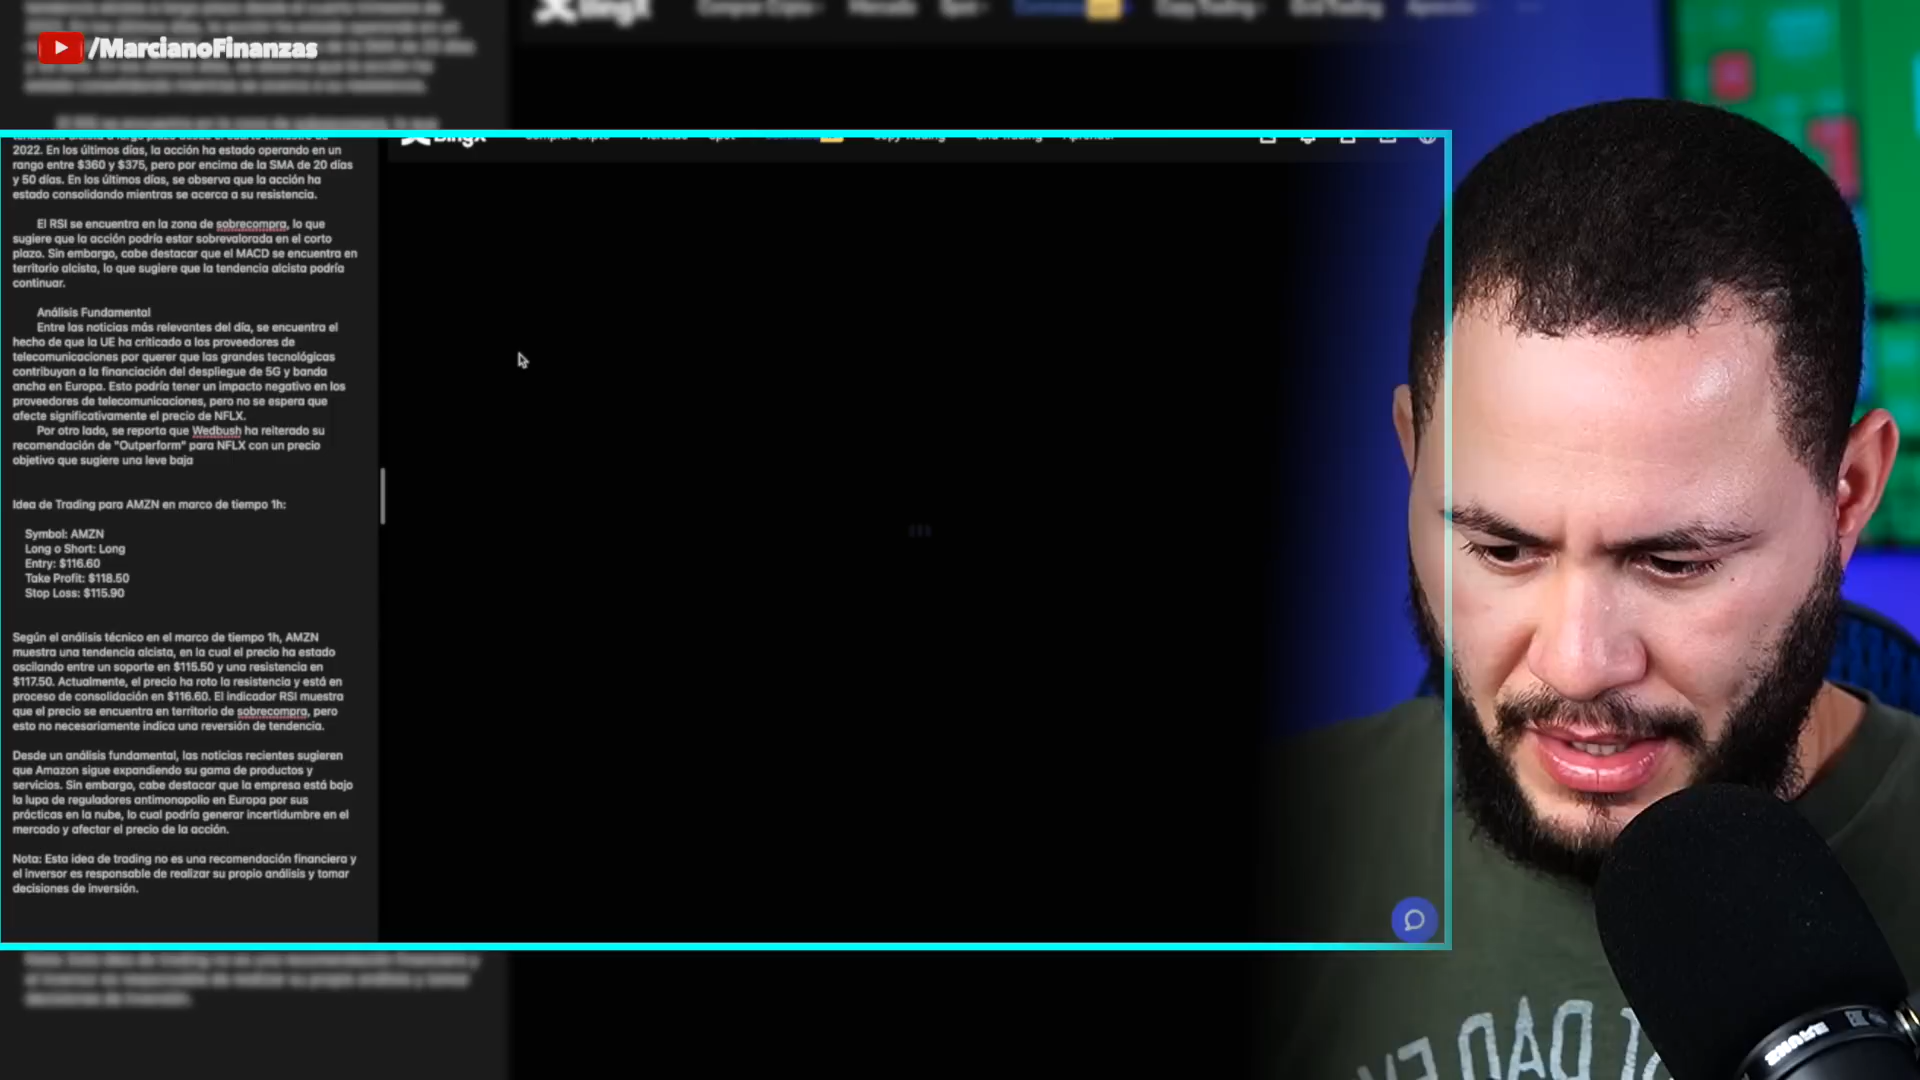 /MarcianoFinanzas
BingX
2022. En los últimos días, la acción ha estado operando en un
rango entre $360 y $375, pero por encima de la SMA de 20 días
y 50 días. En los últimos días, se observa que la acción ha
estado consolidando mientras se acerca a su resistencia.
El RSI se encuentra en la zona de sobrecompra, lo que
sugiere que la acción podría estar sobrevalorada en el corto
plazo. Sin embargo, cabe destacar que el MACD se encuentra en
territorio alcista, lo que sugiere que la tendencia alcista podría
continuar.
Análisis Fundamental
Entre las noticias más relevantes del día, se encuentra el
hecho de que la UE ha criticado a los proveedores de
telecomunicaciones por querer que las grandes tecnológicas
contribuyan a la financiación del despliegue de 5G y banda
ancha en Europa. Esto podría tener un impacto negativo en los
proveedores de telecomunicaciones, pero no se espera que
afecte significativamente el precio de NFLX.
Por otro lado, se reporta que Wedbush ha reiterado su
recomendación de "Outperform" para NFLX con un precio
objetivo que sugiere una leve baja
Idea de Trading para AMZN en marco de tiempo 1h:
Symbol: AMZN
Long o Short: Long
Entry: $116.60
Take Profit: $118.50
Stop Loss: $115.90
Según el análisis técnico en el marco de tiempo 1h, AMZN
muestra una tendencia alcista, en la cual el precio ha estado
oscilando entre un soporte en $115.50 y una resistencia en
$117.50. Actualmente, el precio ha roto la resistencia y está en
proceso de consolidación en $116.60. El indicador RSI muestra
que el precio se encuentra en territorio de sobrecompra, pero
esto no necesariamente indica una reversión de tendencia.
Desde un análisis fundamental, las noticias recientes sugieren
que Amazon sigue expandiendo su gama de productos y
servicios. Sin embargo, cabe destacar que la empresa está bajo
la lupa de reguladores antimonopolio en Europa por sus
prácticas en la nube, lo cual podría generar incertidumbre en el
mercado y afectar el precio de la acción.
Nota: Esta idea de trading no es una recomendación financiera y
el inversor es responsable de realizar su propio análisis y tomar
decisiones de inversión.